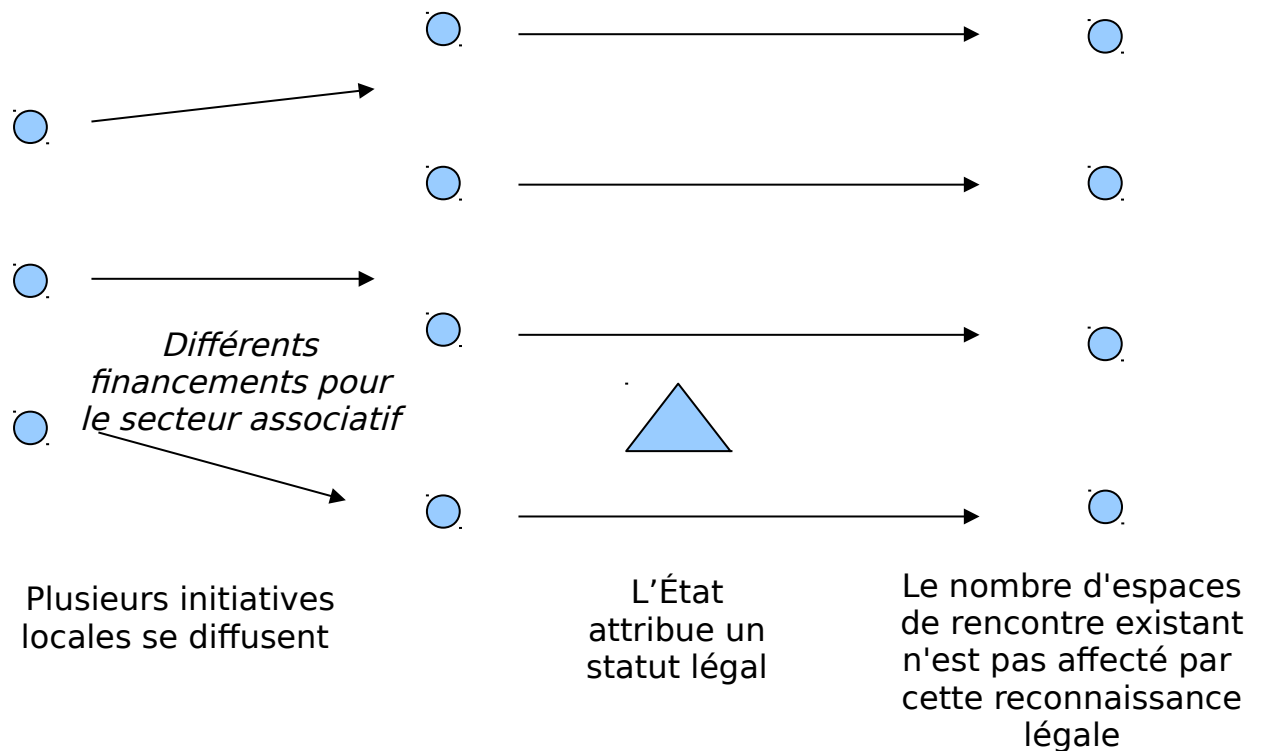 Différents
financements pour
le secteur associatif
Plusieurs initiatives
locales se diffusent
L’État
attribue un
statut légal
Le nombre d'espaces
de rencontre existant
n'est pas affecté par
cette reconnaissance
légale